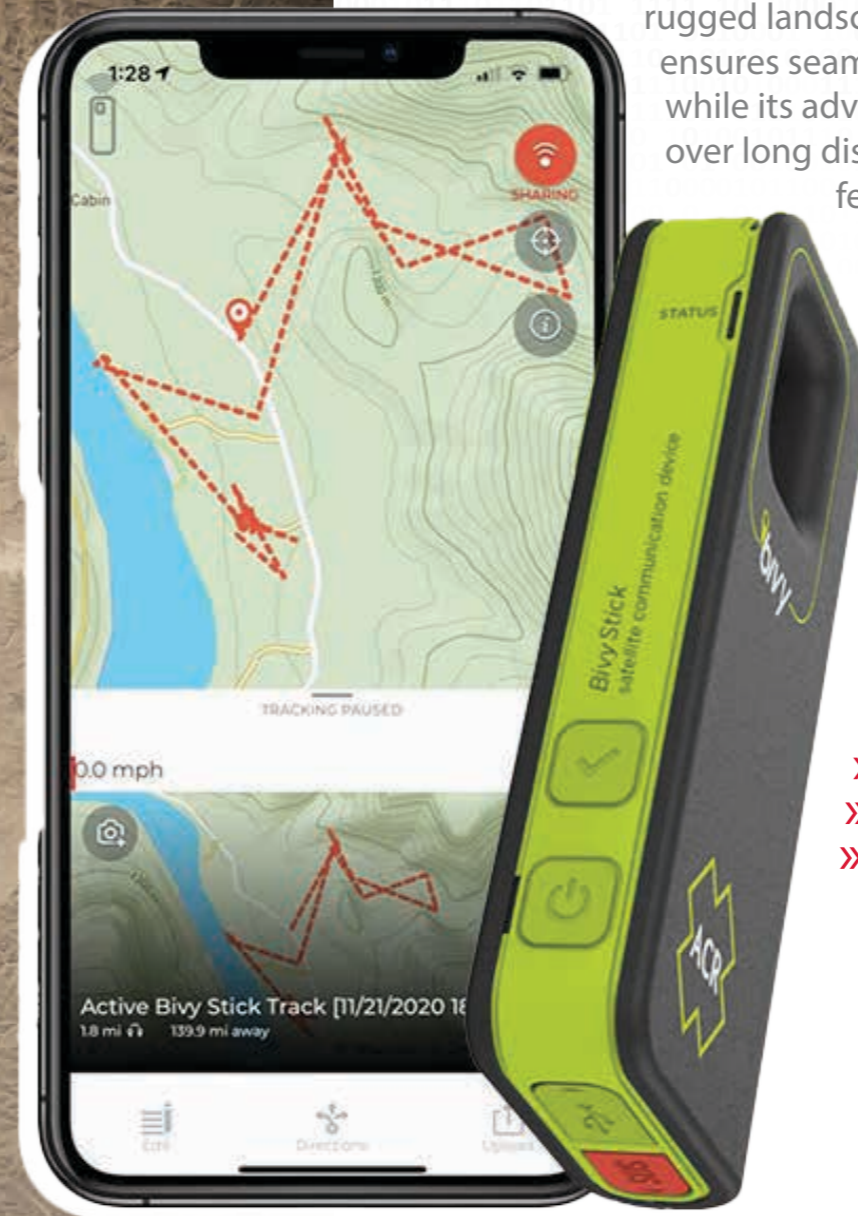 rugged landsc
ensures seam
while its adv
over long dis
fe
1:28
Cabin
SHARING
TRACKING PAUSED
0.0 mph
Active Bivy Stick Track [11/21/2020 18
1.8 mi
139.9 mi away
Edit
Directions
Upload
STATUS
Bivy Stick
satellite communication device
bivy
ACR
SOS
»
»